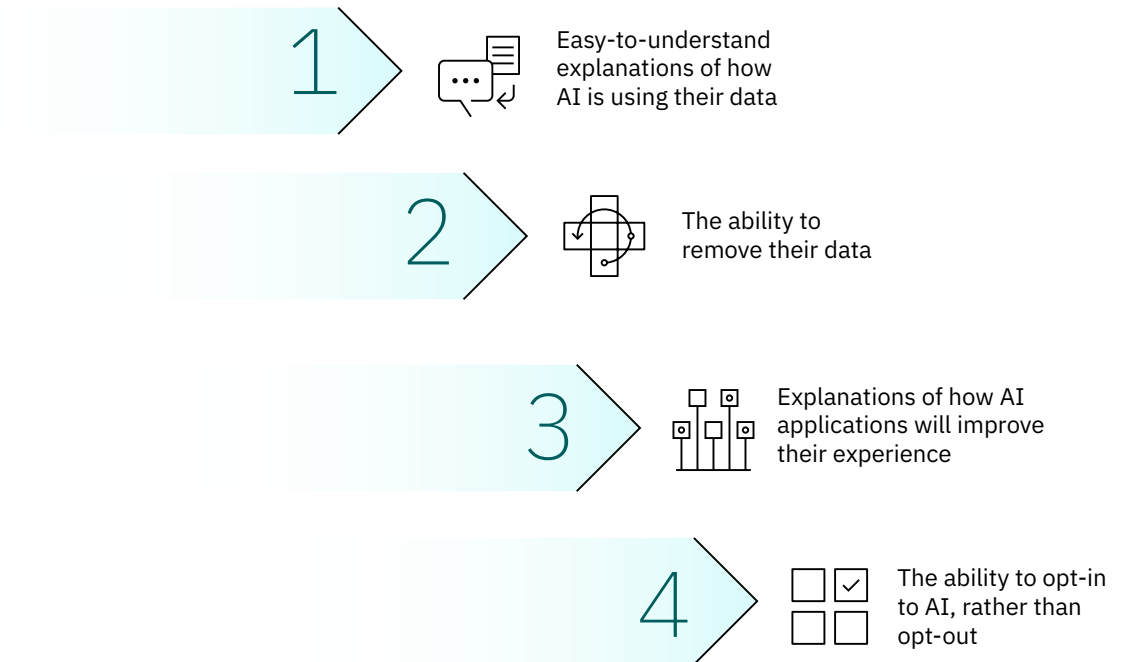 1
Easy-to-understand
explanations of how
AI is using their data
2
The ability to
remove their data
3
Explanations of how AI
applications will improve
their experience
4
The ability to opt-in
to AI, rather than
opt-out